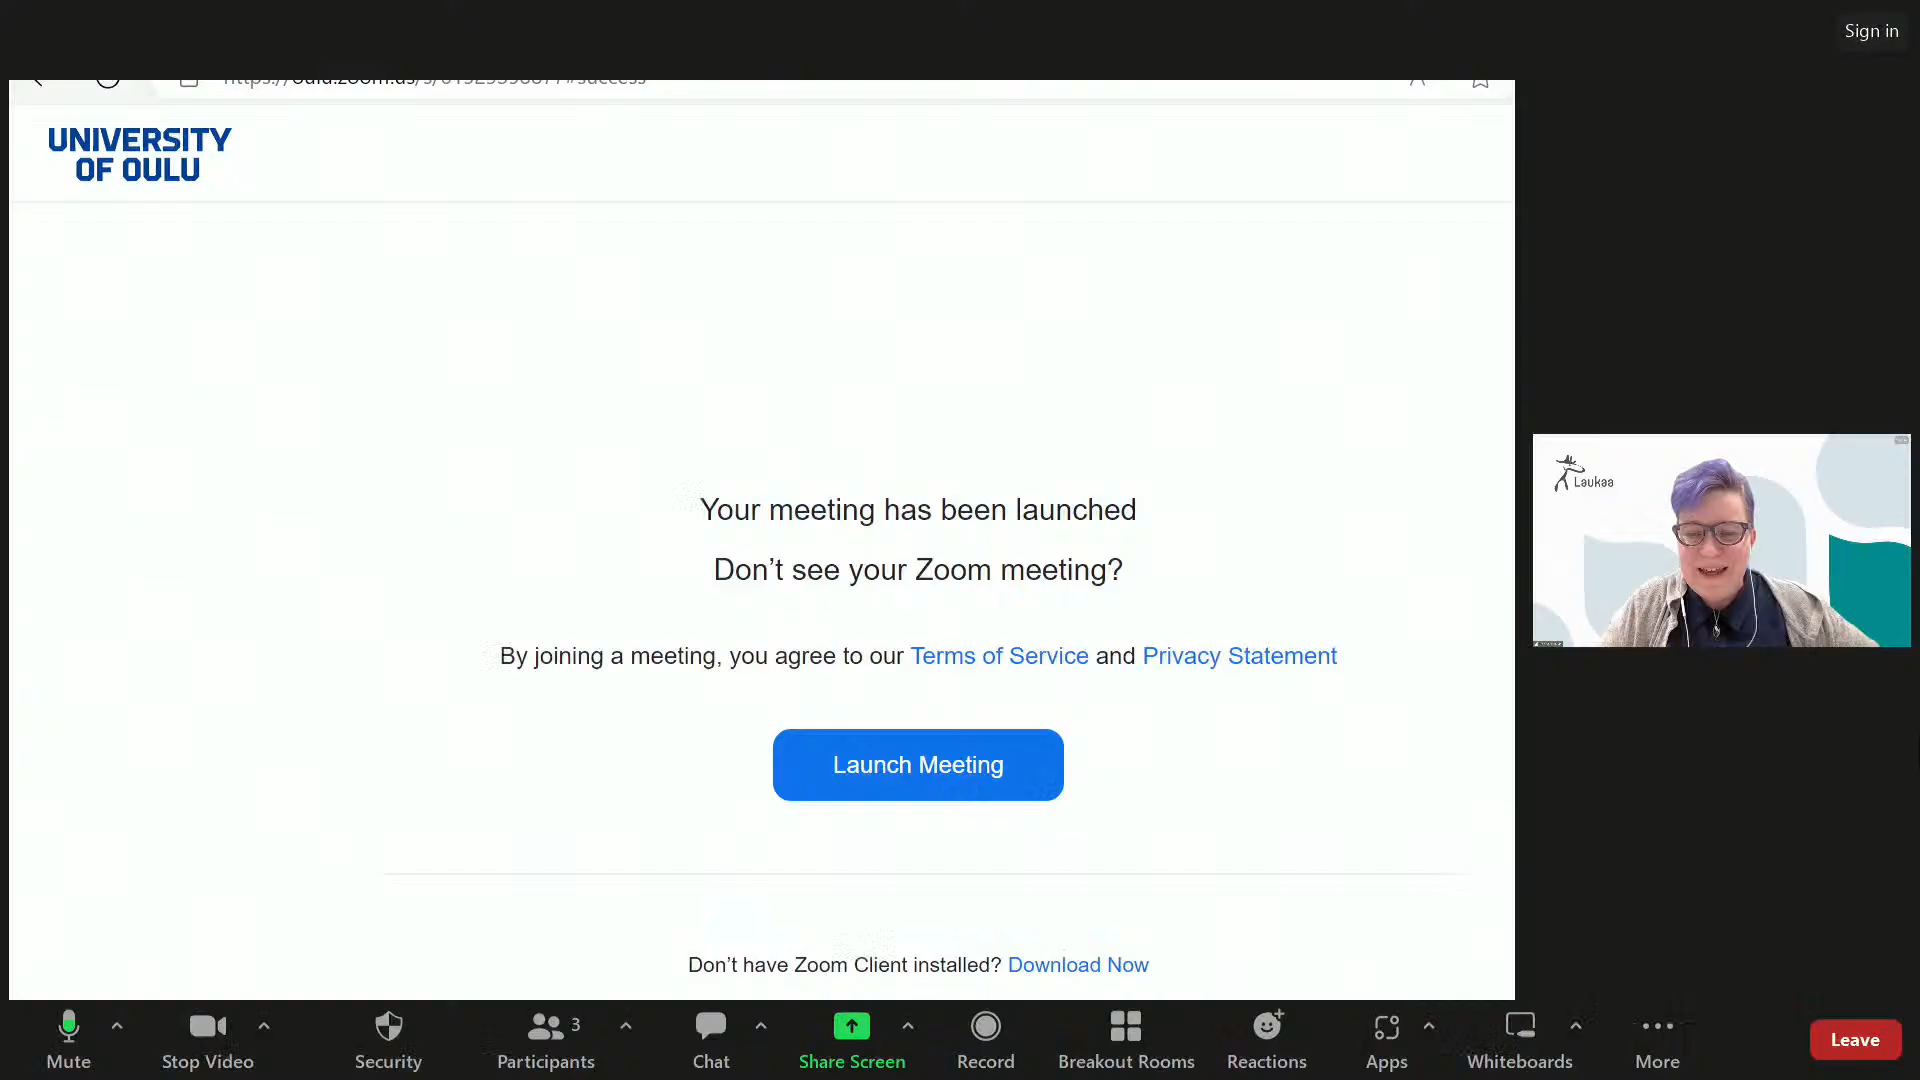 Sign in
UNIVERSITY
OF OULU
Your meeting has been launched
Don’t see your Zoom meeting?
By joining a meeting, you agree to our Terms of Service and Privacy Statement
Launch Meeting
Don’t have Zoom Client installed? Download Now
Laukaa
Mute
Stop Video
Security
3
Participants
Chat
Share Screen
Record
Breakout Rooms
Reactions
Apps
Whiteboards
More
Leave